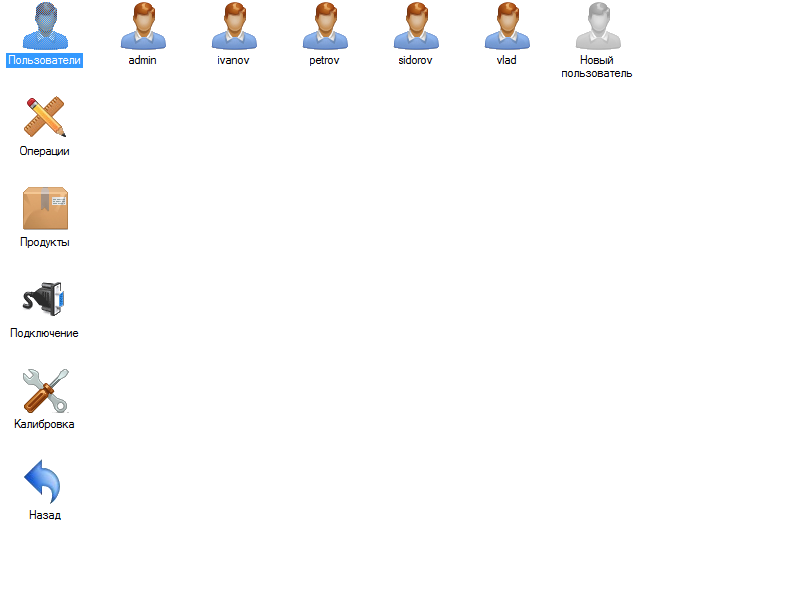 Пользователи
admin
ivanov
petrov
sidorov
vlad
Новый
пользователь
Операции
Продукты
Подключение
Калибровка
Назад